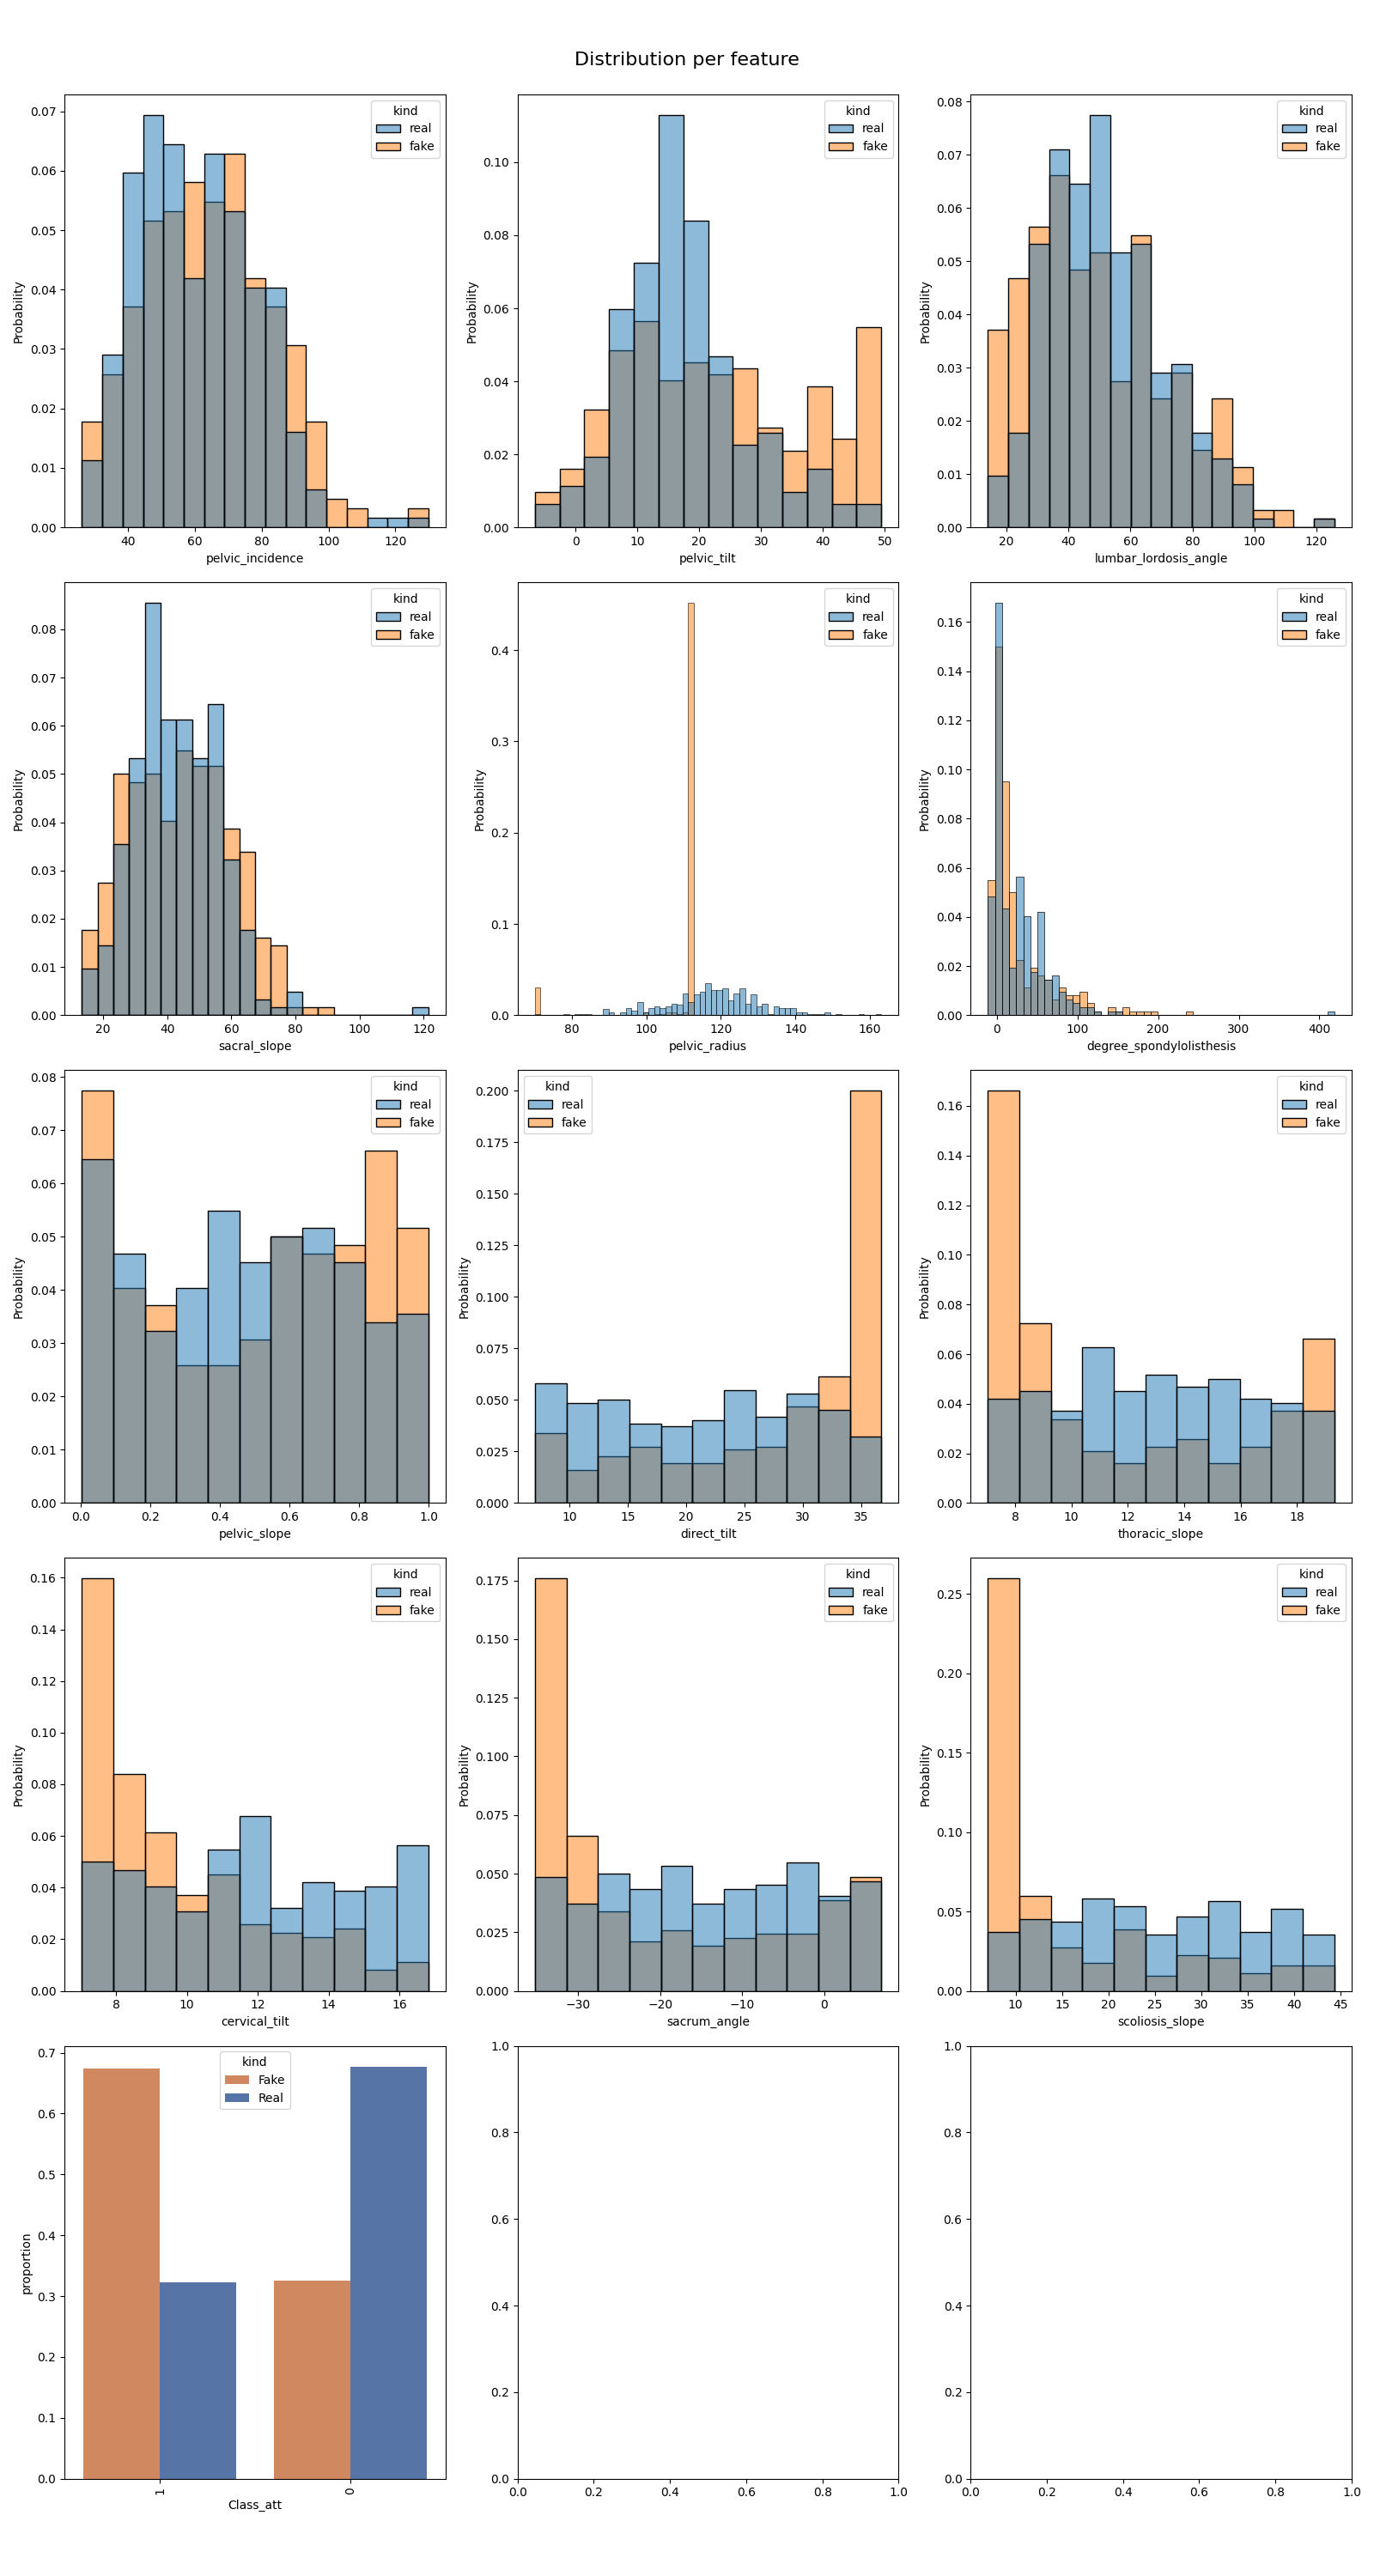 Distribution per feature
kind
real
fake
Probability
0.07
0.06
0.05
0.04
0.03
0.02
0.01
0.00
40 60 80 100 120
pelvic_incidence
kind
real
fake
Probability
0.10
0.08
0.06
0.04
0.02
0.00
0 10 20 30 40 50
pelvic_tilt
kind
real
fake
Probability
0.08
0.07
0.06
0.05
0.04
0.03
0.02
0.01
0.00
20 40 60 80 100 120
lumbar_lordosis_angle
kind
real
fake
Probability
0.08
0.07
0.06
0.05
0.04
0.03
0.02
0.01
0.00
20 40 60 80 100 120
sacral_slope
kind
real
fake
Probability
0.4
0.3
0.2
0.1
0.0
80 100 120 140 160
pelvic_radius
kind
real
fake
Probability
0.16
0.14
0.12
0.10
0.08
0.06
0.04
0.02
0.00
0 100 200 300 400
degree_spondylolisthesis
kind
real
fake
Probability
0.08
0.07
0.06
0.05
0.04
0.03
0.02
0.01
0.00
0.0 0.2 0.4 0.6 0.8 1.0
pelvic_slope
kind
real
fake
Probability
0.200
0.175
0.150
0.125
0.100
0.075
0.050
0.025
0.000
10 15 20 25 30 35
direct_tilt
kind
real
fake
Probability
0.16
0.14
0.12
0.10
0.08
0.06
0.04
0.02
0.00
8 10 12 14 16 18
thoracic_slope
kind
real
fake
Probability
0.16
0.14
0.12
0.10
0.08
0.06
0.04
0.02
0.00
8 10 12 14 16
cervical_tilt
kind
real
fake
Probability
0.175
0.150
0.125
0.100
0.075
0.050
0.025
0.000
−30 −20 −10 0
sacrum_angle
kind
real
fake
Probability
0.25
0.20
0.15
0.10
0.05
0.00
10 15 20 25 30 35 40 45
scoliosis_slope
kind
Fake
Real
proportion
0.7
0.6
0.5
0.4
0.3
0.2
0.1
0.0
1 0
Class_att
1.0
0.8
0.6
0.4
0.2
0.0
0.0 0.2 0.4 0.6 0.8 1.0
1.0
0.8
0.6
0.4
0.2
0.0
0.0 0.2 0.4 0.6 0.8 1.0